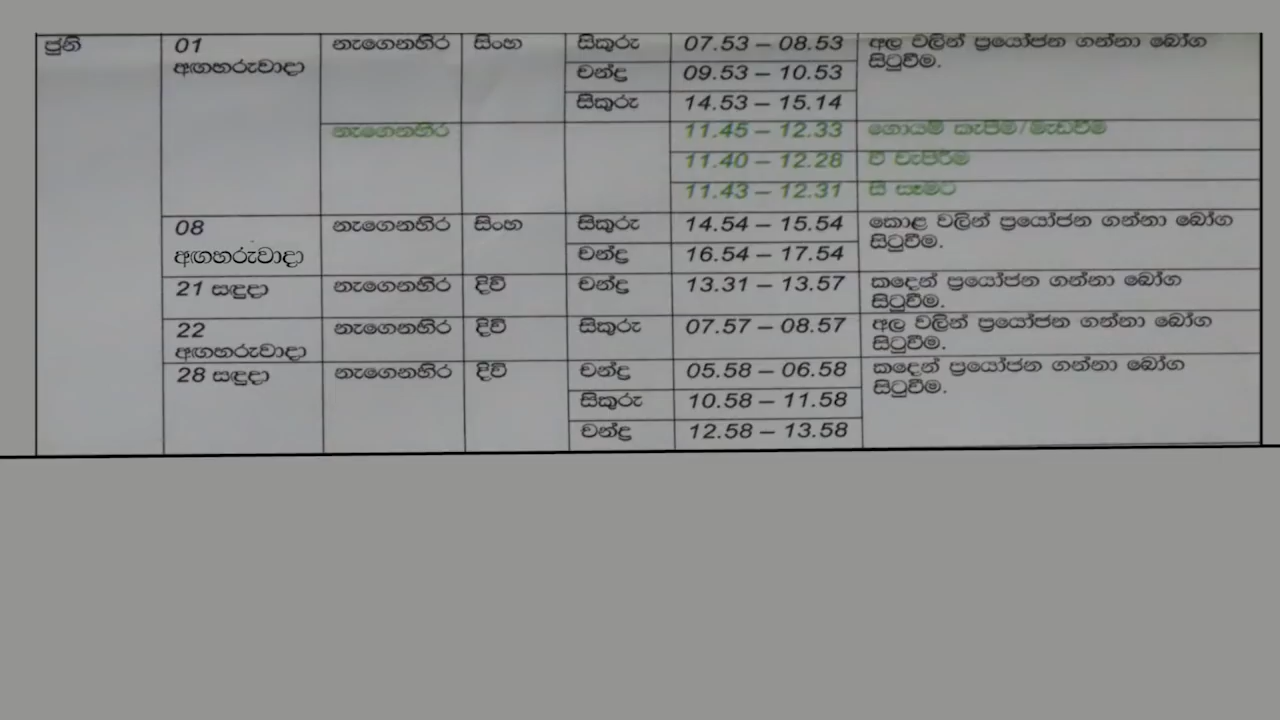 ජුනි 01 නැගෙනහිර සිංහ සිකුරු 07.53 – 08.53 අල වලින් ප්‍රයෝජන ගන්නා බෝග
අඟහරුවාදා සිටුවීම.
චන්ද්‍ර 09.53 – 10.53
සිකුරු 14.53 – 15.14
නැගෙනහිර 11.45 – 12.33 ගොයම් කැපීම/මැඩවීම
11.40 – 12.28 වී වැපිරීම
11.43 – 12.31 සී සෑමට
08 නැගෙනහිර සිංහ සිකුරු 14.54 – 15.54 කොළ වලින් ප්‍රයෝජන ගන්නා බෝග
අඟහරුවාදා චන්ද්‍ර 16.54 – 17.54 සිටුවීම.
21 සඳුදා නැගෙනහිර දිවි චන්ද්‍ර 13.31 – 13.57 කඳෙන් ප්‍රයෝජන ගන්නා බෝග
සිටුවීම.
22 නැගෙනහිර දිවි සිකුරු 07.57 – 08.57 අල වලින් ප්‍රයෝජන ගන්නා බෝග
අඟහරුවාදා සිටුවීම.
28 සඳුදා නැගෙනහිර දිවි චන්ද්‍ර 05.58 – 06.58 කඳෙන් ප්‍රයෝජන ගන්නා බෝග
සිටුවීම.
සිකුරු 10.58 – 11.58
චන්ද්‍ර 12.58 – 13.58